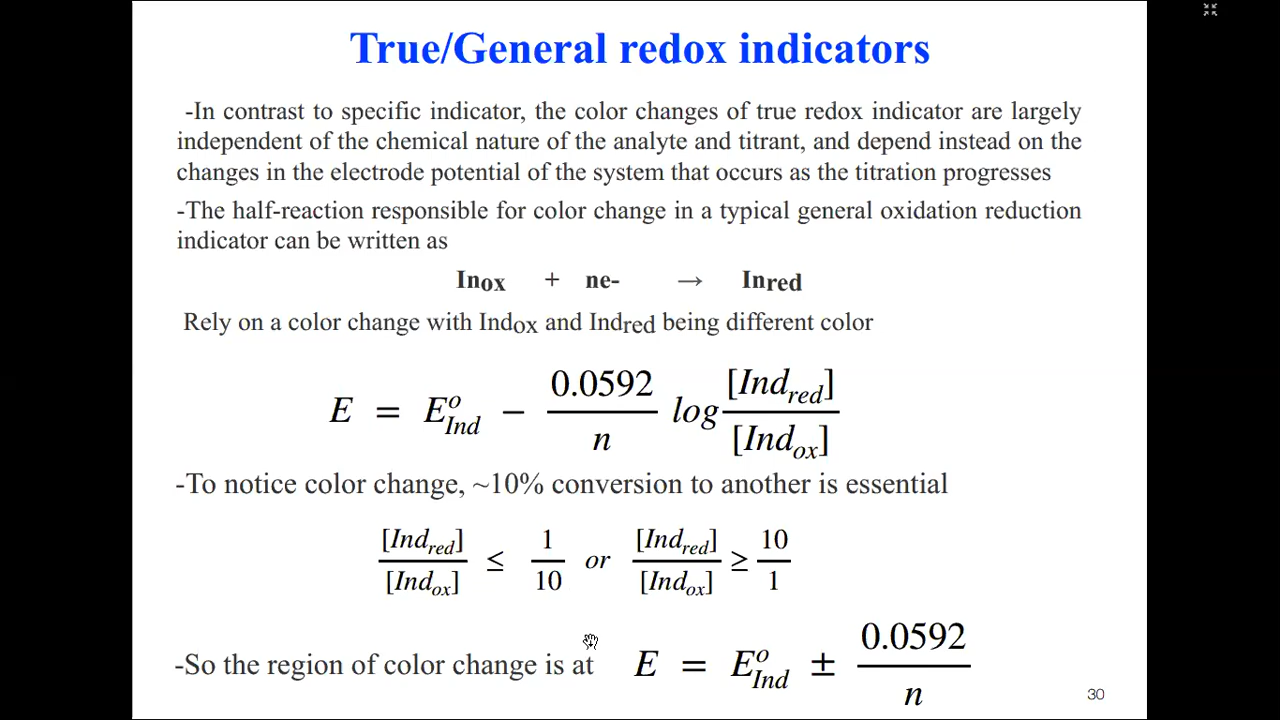 True/General redox indicators
-In contrast to specific indicator, the color changes of true redox indicator are largely
independent of the chemical nature of the analyte and titrant, and depend instead on the
changes in the electrode potential of the system that occurs as the titration progresses
-The half-reaction responsible for color change in a typical general oxidation reduction
indicator can be written as
Inox + ne- → Inred
Rely on a color change with Indox and Indred being different color
E = E°Ind − 0.0592/n log [Indred]/[Indox]
-To notice color change, ~10% conversion to another is essential
[Indred]/[Indox] ≤ 1/10 or [Indred]/[Indox] ≥ 10/1
-So the region of color change is at E = E°Ind ± 0.0592/n
30